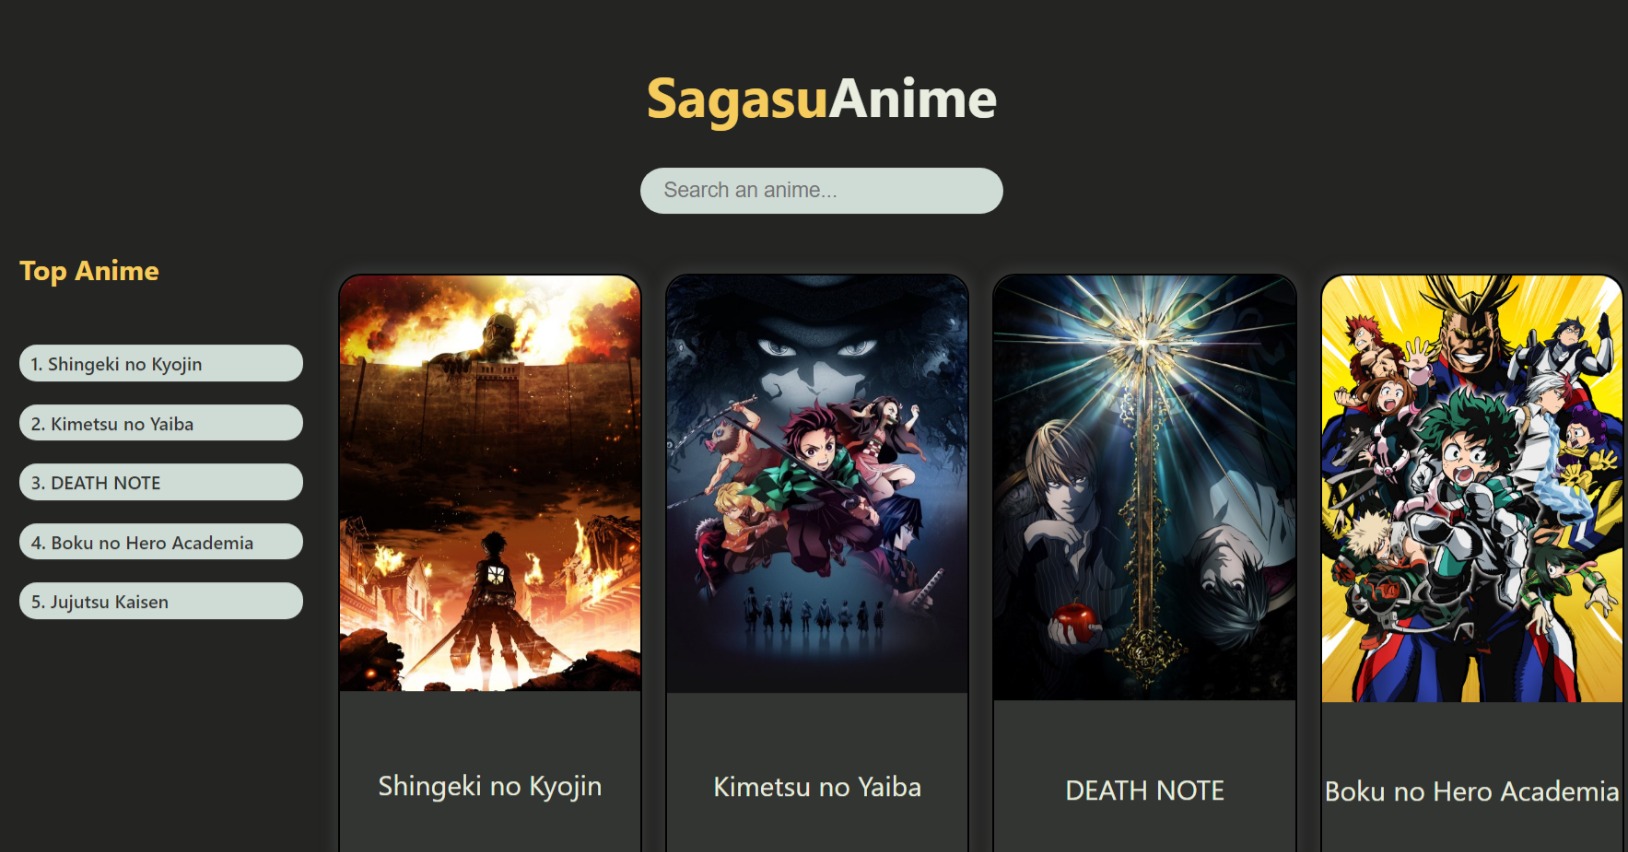 SagasuAnime
Search an anime...
Top Anime
1. Shingeki no Kyojin
2. Kimetsu no Yaiba
3. DEATH NOTE
4. Boku no Hero Academia
5. Jujutsu Kaisen
Shingeki no Kyojin
Kimetsu no Yaiba
DEATH NOTE
Boku no Hero Academia